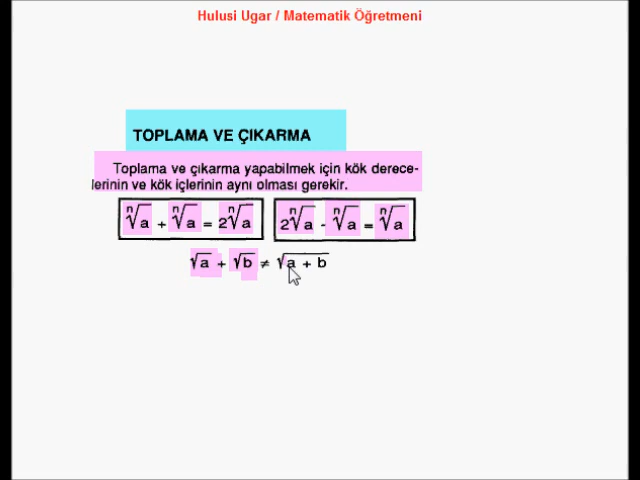 Hulusi Ugar / Matematik Öğretmeni
TOPLAMA VE ÇIKARMA
Toplama ve çıkarma yapabilmek için kök derece-
lerinin ve kök içlerinin aynı olması gerekir.
ⁿ√a + ⁿ√a = 2ⁿ√a    2ⁿ√a - ⁿ√a = ⁿ√a
√a + √b ≠ √(a + b)